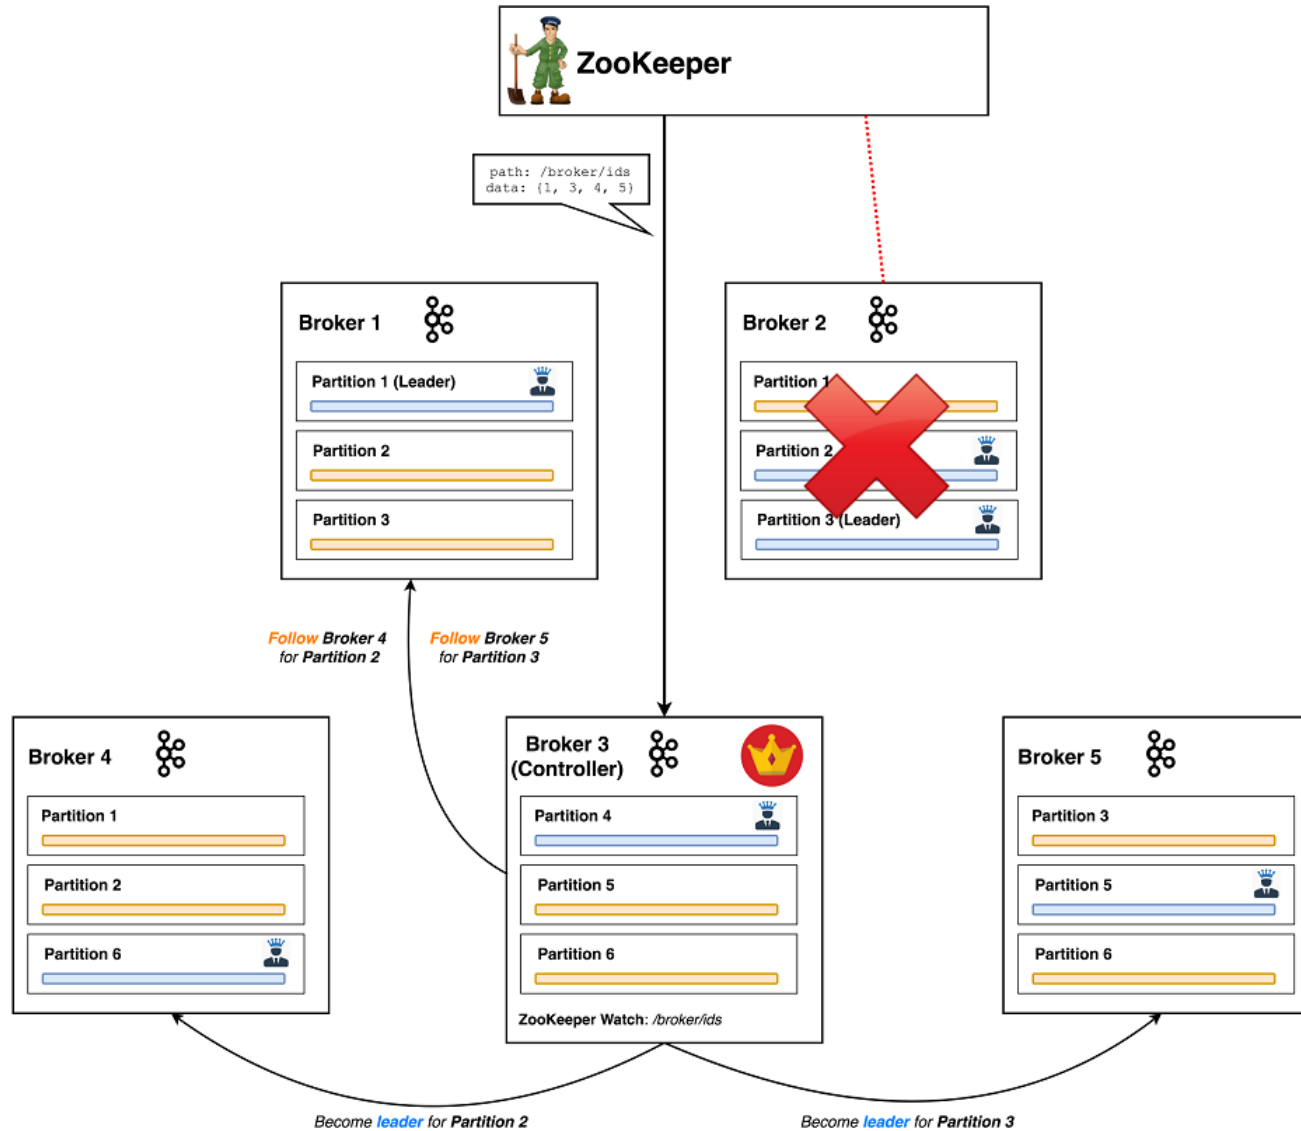 ZooKeeper
path: /broker/ids
data: {1, 3, 4, 5}
Broker 1
Partition 1 (Leader)
Partition 2
Partition 3
Broker 2
Partition 1
Partition 2
Partition 3 (Leader)
Follow Broker 4
for Partition 2
Follow Broker 5
for Partition 3
Broker 4
Partition 1
Partition 2
Partition 6
Broker 3
(Controller)
Partition 4
Partition 5
Partition 6
ZooKeeper Watch: /broker/ids
Broker 5
Partition 3
Partition 5
Partition 6
Become leader for Partition 2
Become leader for Partition 3